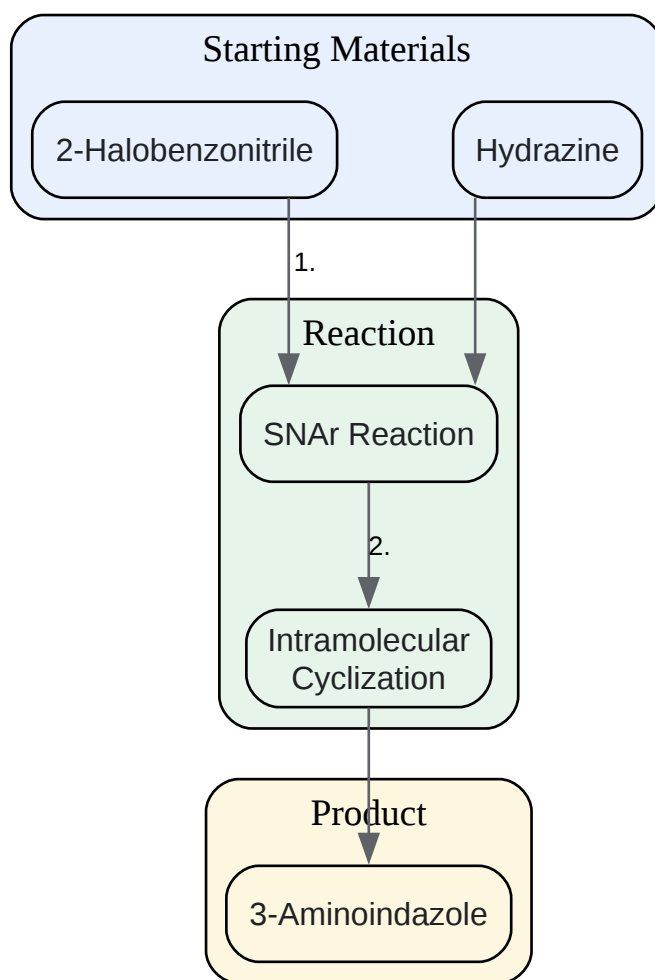 Starting Materials
2-Halobenzonitrile
Hydrazine
1.
Reaction
SNAr Reaction
2.
Intramolecular
Cyclization
Product
3-Aminoindazole